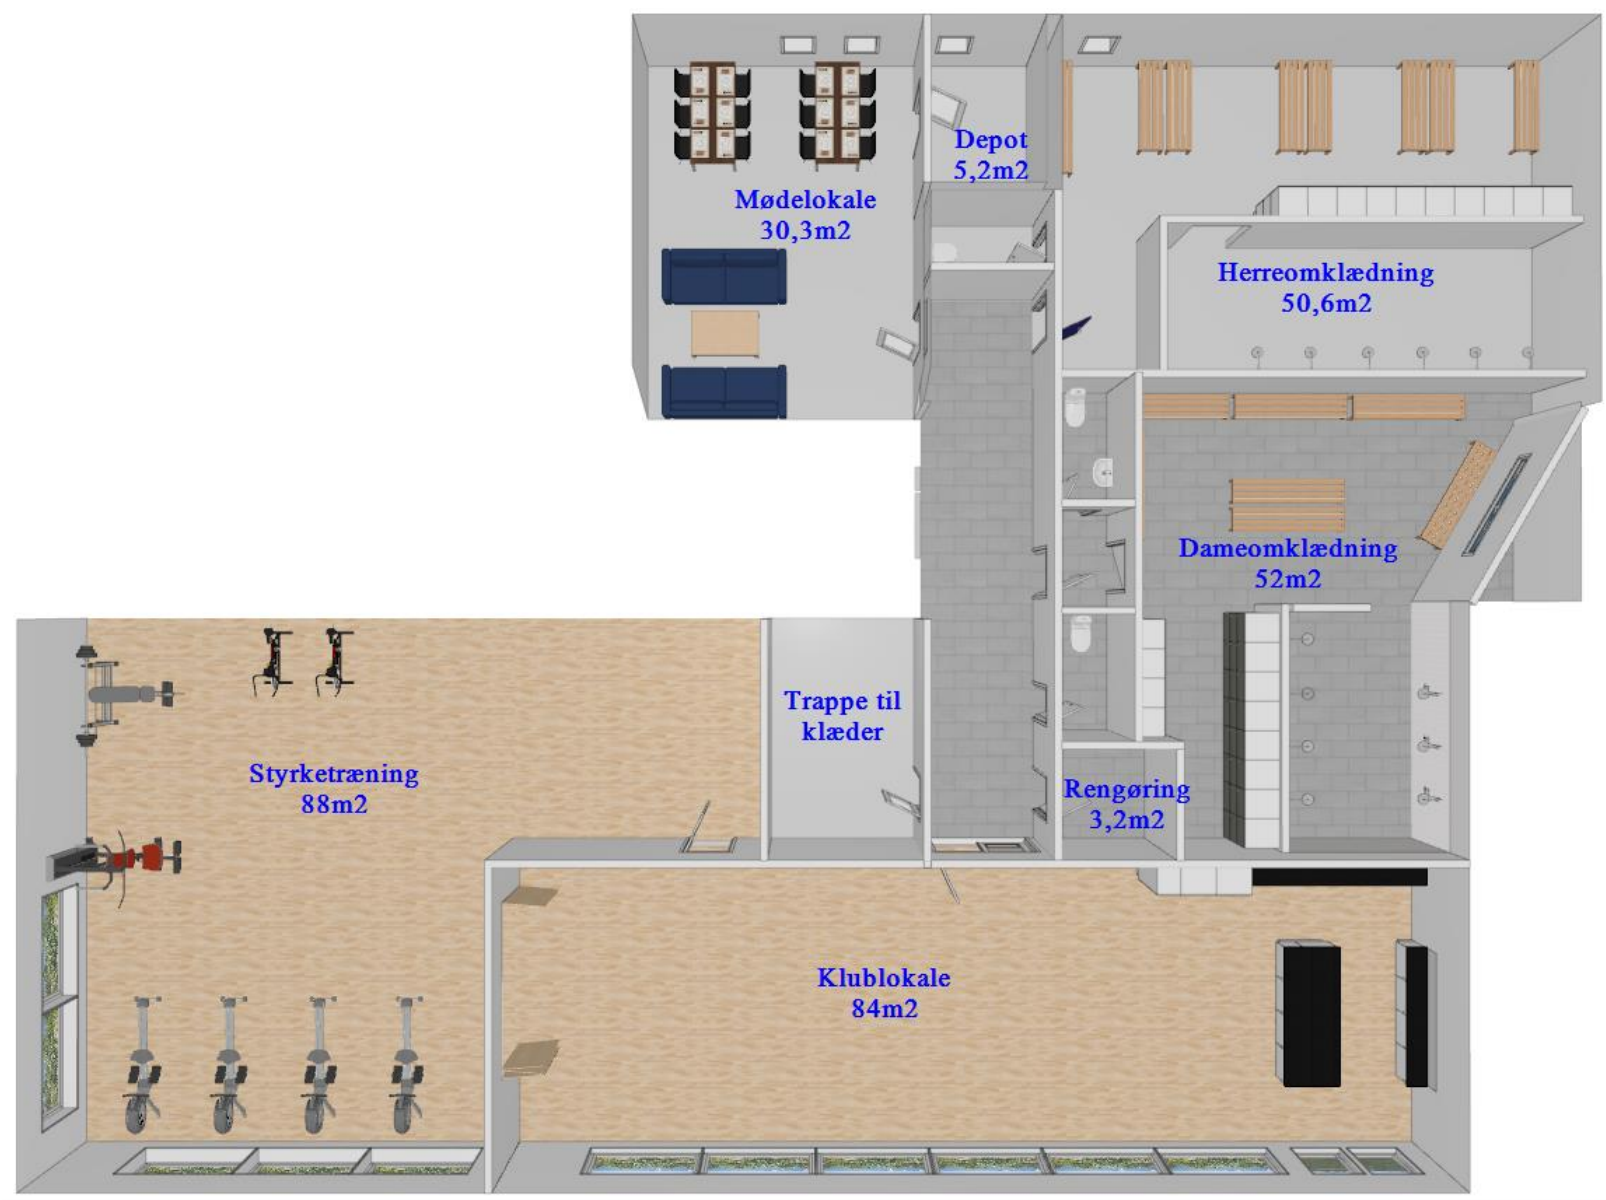 Depot
5,2m2
Mødelokale
30,3m2
Herreomklædning
50,6m2
Dameomklædning
52m2
Trappe til
klæder
Styrketræning
88m2
Rengøring
3,2m2
Klublokale
84m2